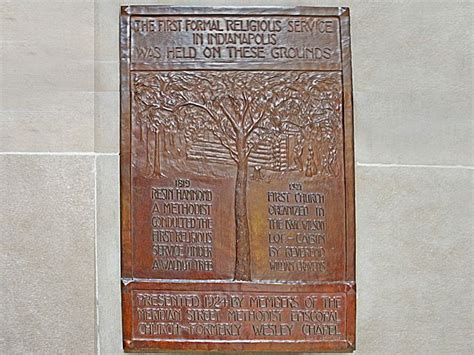 THE FIRST FORMAL RELIGIOUS SERVICE
IN INDIANAPOLIS
WAS HELD ON THESE GROUNDS
1819
RESIN HAMMOND
A METHODIST
CONDUCTED THE
FIRST RELIGIOUS
SERVICE UNDER
A WALNUT TREE
1821
FIRST CHURCH
ORGANIZED IN
THE ISAAC WILSON
LOG-CABIN
BY REVEREND
WILLIAM CRAVENS
PRESENTED 1924 BY MEMBERS OF THE
MERIDIAN STREET METHODIST EPISCOPAL
CHURCH - FORMERLY WESLEY CHAPEL